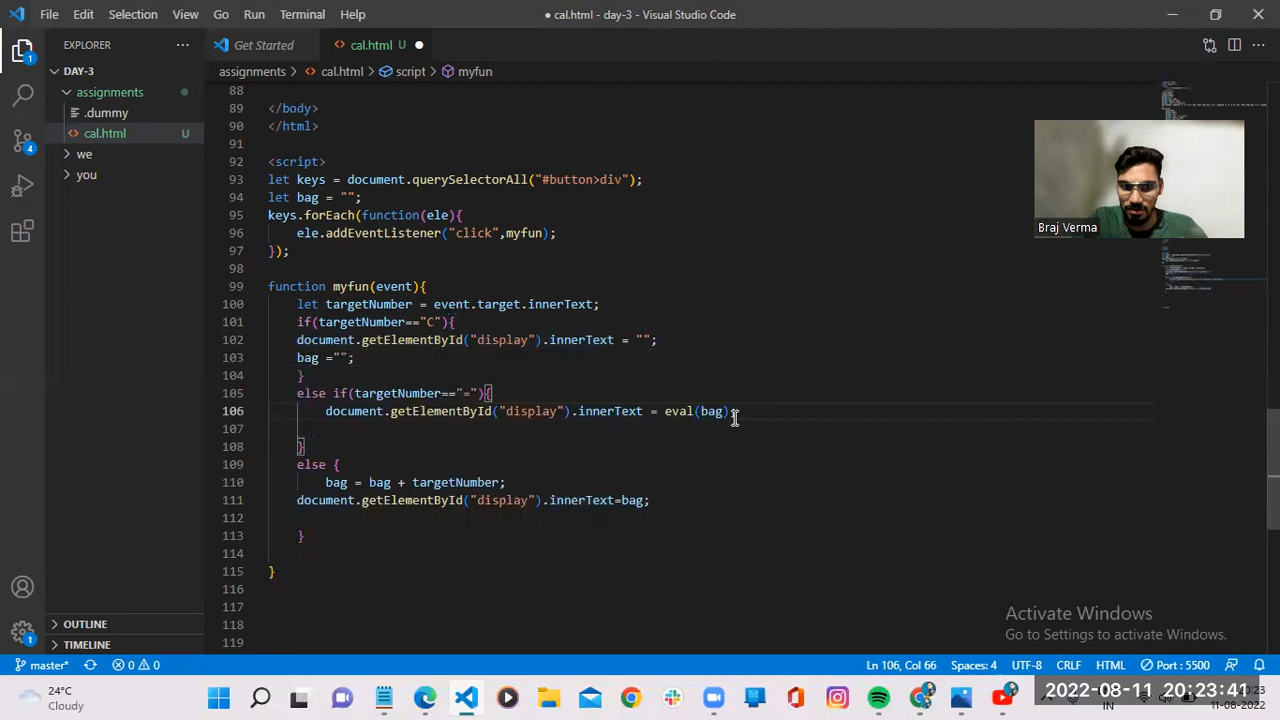 File Edit Selection View Go Run Terminal Help
● cal.html - day-3 - Visual Studio Code
EXPLORER
Get Started
cal.html U
assignments > cal.html > script > myfun
DAY-3
assignments
.dummy
cal.html U
we
you
88
89 </body>
90 </html>
91
92 <script>
93 let keys = document.querySelectorAll("#button>div");
94 let bag = "";
95 keys.forEach(function(ele){
96 ele.addEventListener("click",myfun);
97 });
98
99 function myfun(event){
100 let targetNumber = event.target.innerText;
101 if(targetNumber=="C"){
102 document.getElementById("display").innerText = "";
103 bag ="";
104 }
105 else if(targetNumber=="="){
106 document.getElementById("display").innerText = eval(bag);
107
108 }
109 else {
110 bag = bag + targetNumber;
111 document.getElementById("display").innerText=bag;
112
113 }
114
115 }
116
117
118
119
Braj Verma
OUTLINE
TIMELINE
Activate Windows
Go to Settings to activate Windows.
master* 0 0
Ln 106, Col 66 Spaces: 4 UTF-8 CRLF HTML Port : 5500
24°C
Cloudy
2022-08-11 20:23:41
IN
11-08-2022